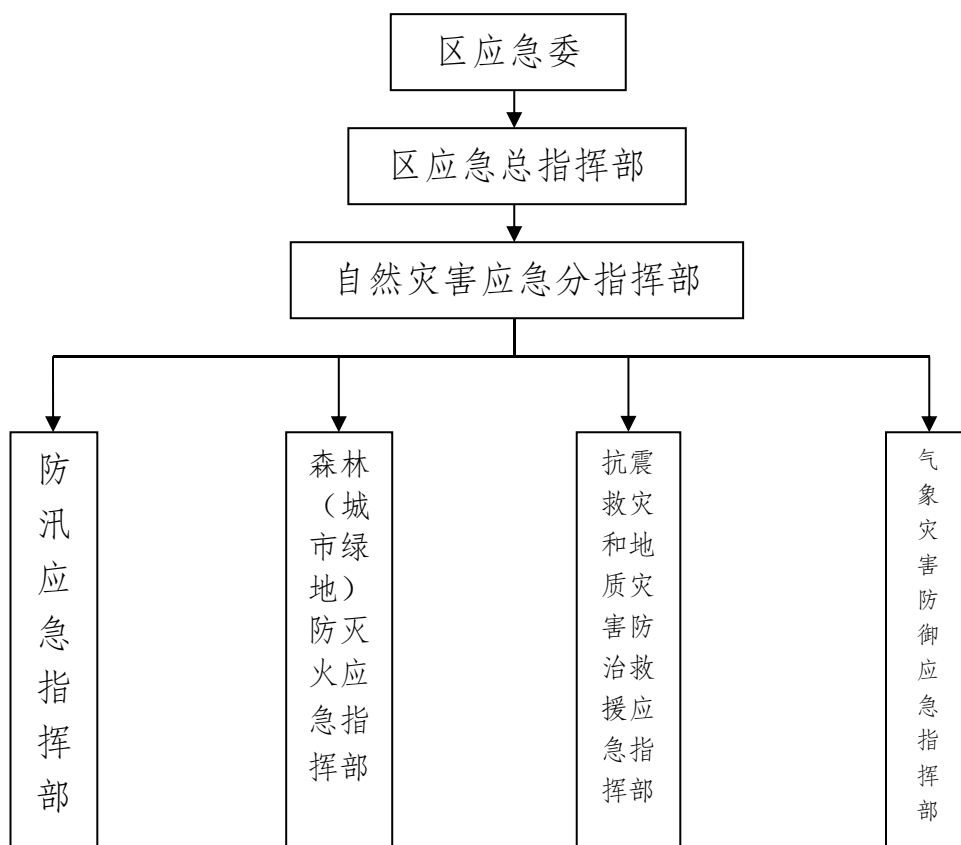 区应急委
区应急总指挥部
自然灾害应急分指挥部
防
汛
应
急
指
挥
部
森林
（城
市绿
地）
防灭
火应
急指
挥部
抗震
救灾
和地
质灾
害防
治救
援应
急指
挥部
气
象
灾
害
防
御
应
急
指
挥
部